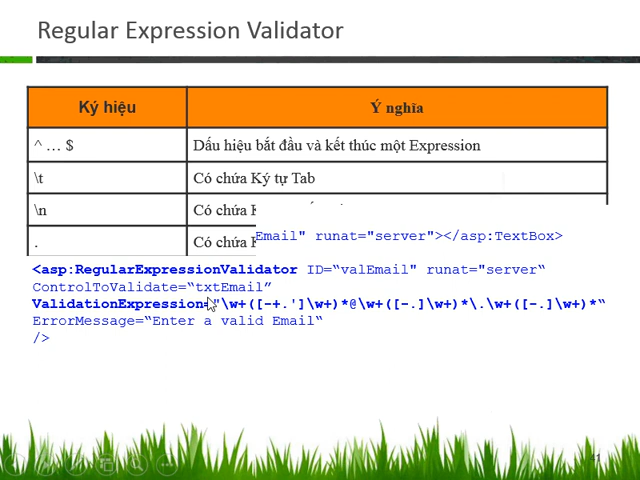 Regular Expression Validator
Ký hiệu Ý nghĩa
^ … $ Dấu hiệu bắt đầu và kết thúc một Expression
\t Có chứa Ký tự Tab
\n Có chứa K
. Có chứa K
Email" runat="server"></asp:TextBox>
<asp:RegularExpressionValidator ID=“valEmail" runat="server“
ControlToValidate=“txtEmail”
ValidationExpression="\w+([-+.']\w+)*@\w+([-.]\w+)*\.\w+([-.]\w+)*“
ErrorMessage=“Enter a valid Email“
/>